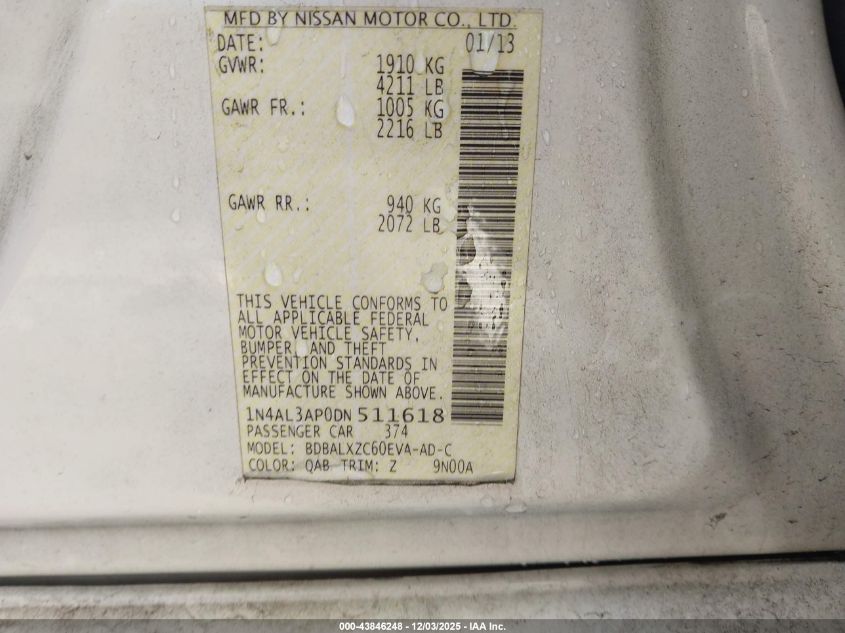 MFD BY NISSAN MOTOR CO., LTD.
DATE: 01/13
GVWR: 1910 KG
4211 LB
GAWR FR.: 1005 KG
2216 LB
GAWR RR.: 940 KG
2072 LB
THIS VEHICLE CONFORMS TO
ALL APPLICABLE FEDERAL
MOTOR VEHICLE SAFETY,
BUMPER, AND THEFT
PREVENTION STANDARDS IN
EFFECT ON THE DATE OF
MANUFACTURE SHOWN ABOVE.
1N4AL3AP0DN 511618
PASSENGER CAR 374
MODEL: BDBALXZC60EVA-AD-C
COLOR: QAB TRIM: Z 9N00A
000-43846248 - 12/03/2025 - IAA Inc.